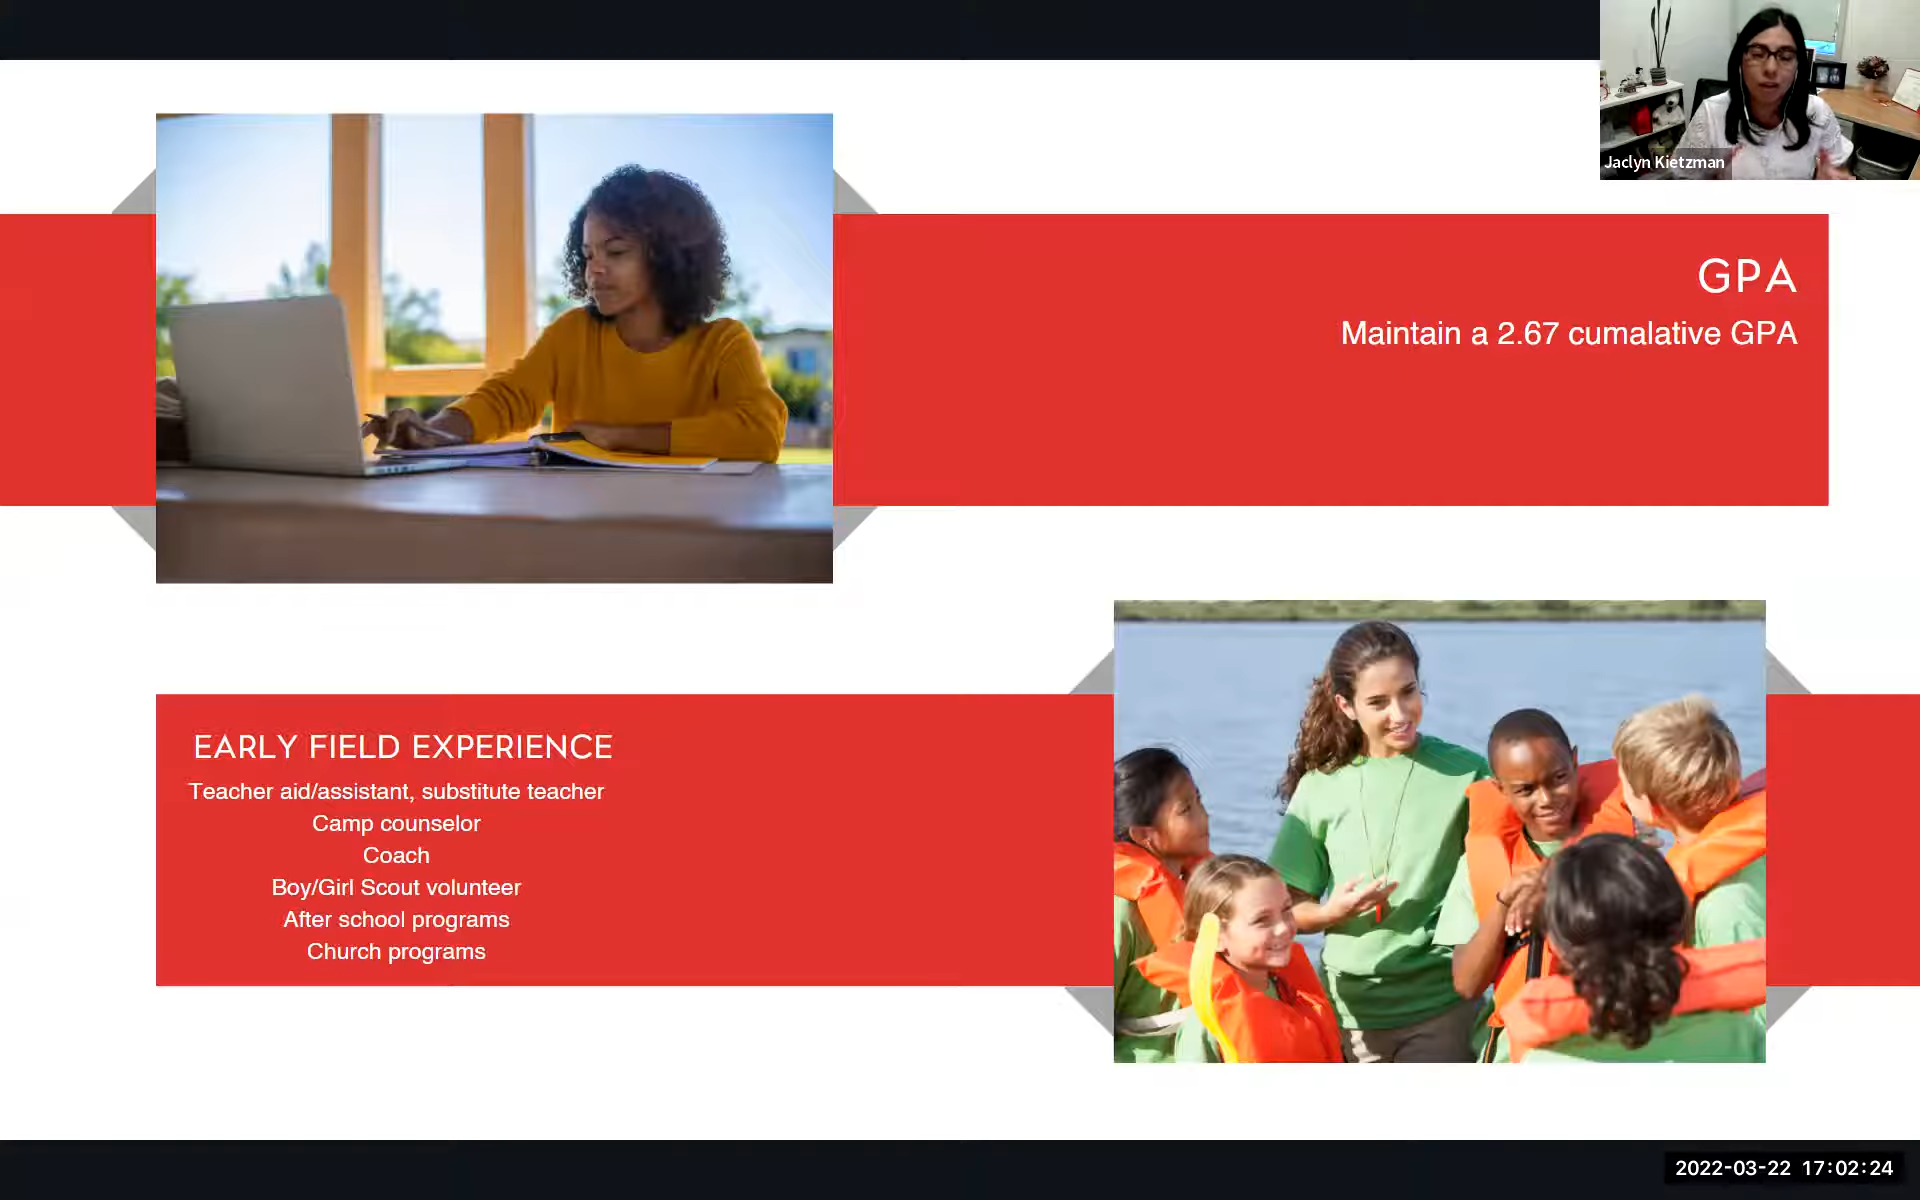 Jaclyn Kietzman
GPA
Maintain a 2.67 cumalative GPA
EARLY FIELD EXPERIENCE
Teacher aid/assistant, substitute teacher
Camp counselor
Coach
Boy/Girl Scout volunteer
After school programs
Church programs
2022-03-22 17:02:24